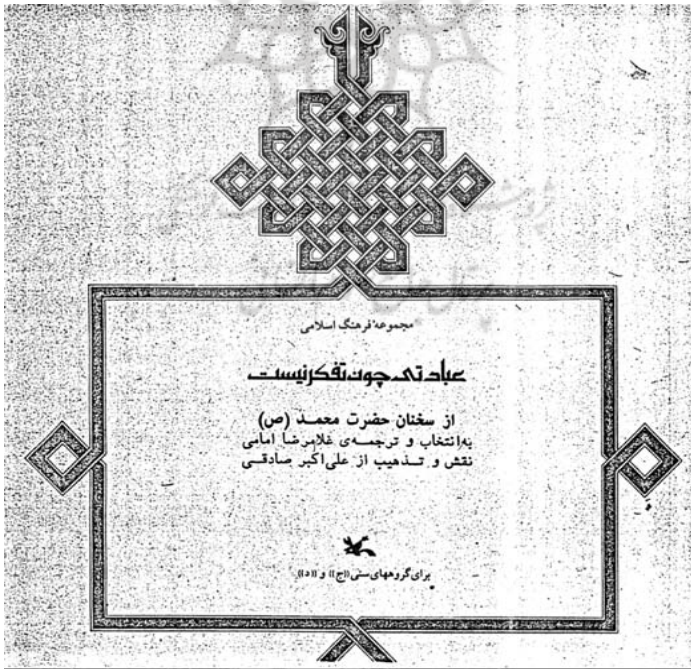 مجموعهٔ فرهنگ اسلامی
عبادتی چون تفکر نیست
از سخنان حضرت محمد (ص)
به‌انتخاب و ترجمه‌ی غلامرضا امامی
نقش و تذهیب از علی‌اکبر صادقی
برای گروههای سنی «ج» و «د»